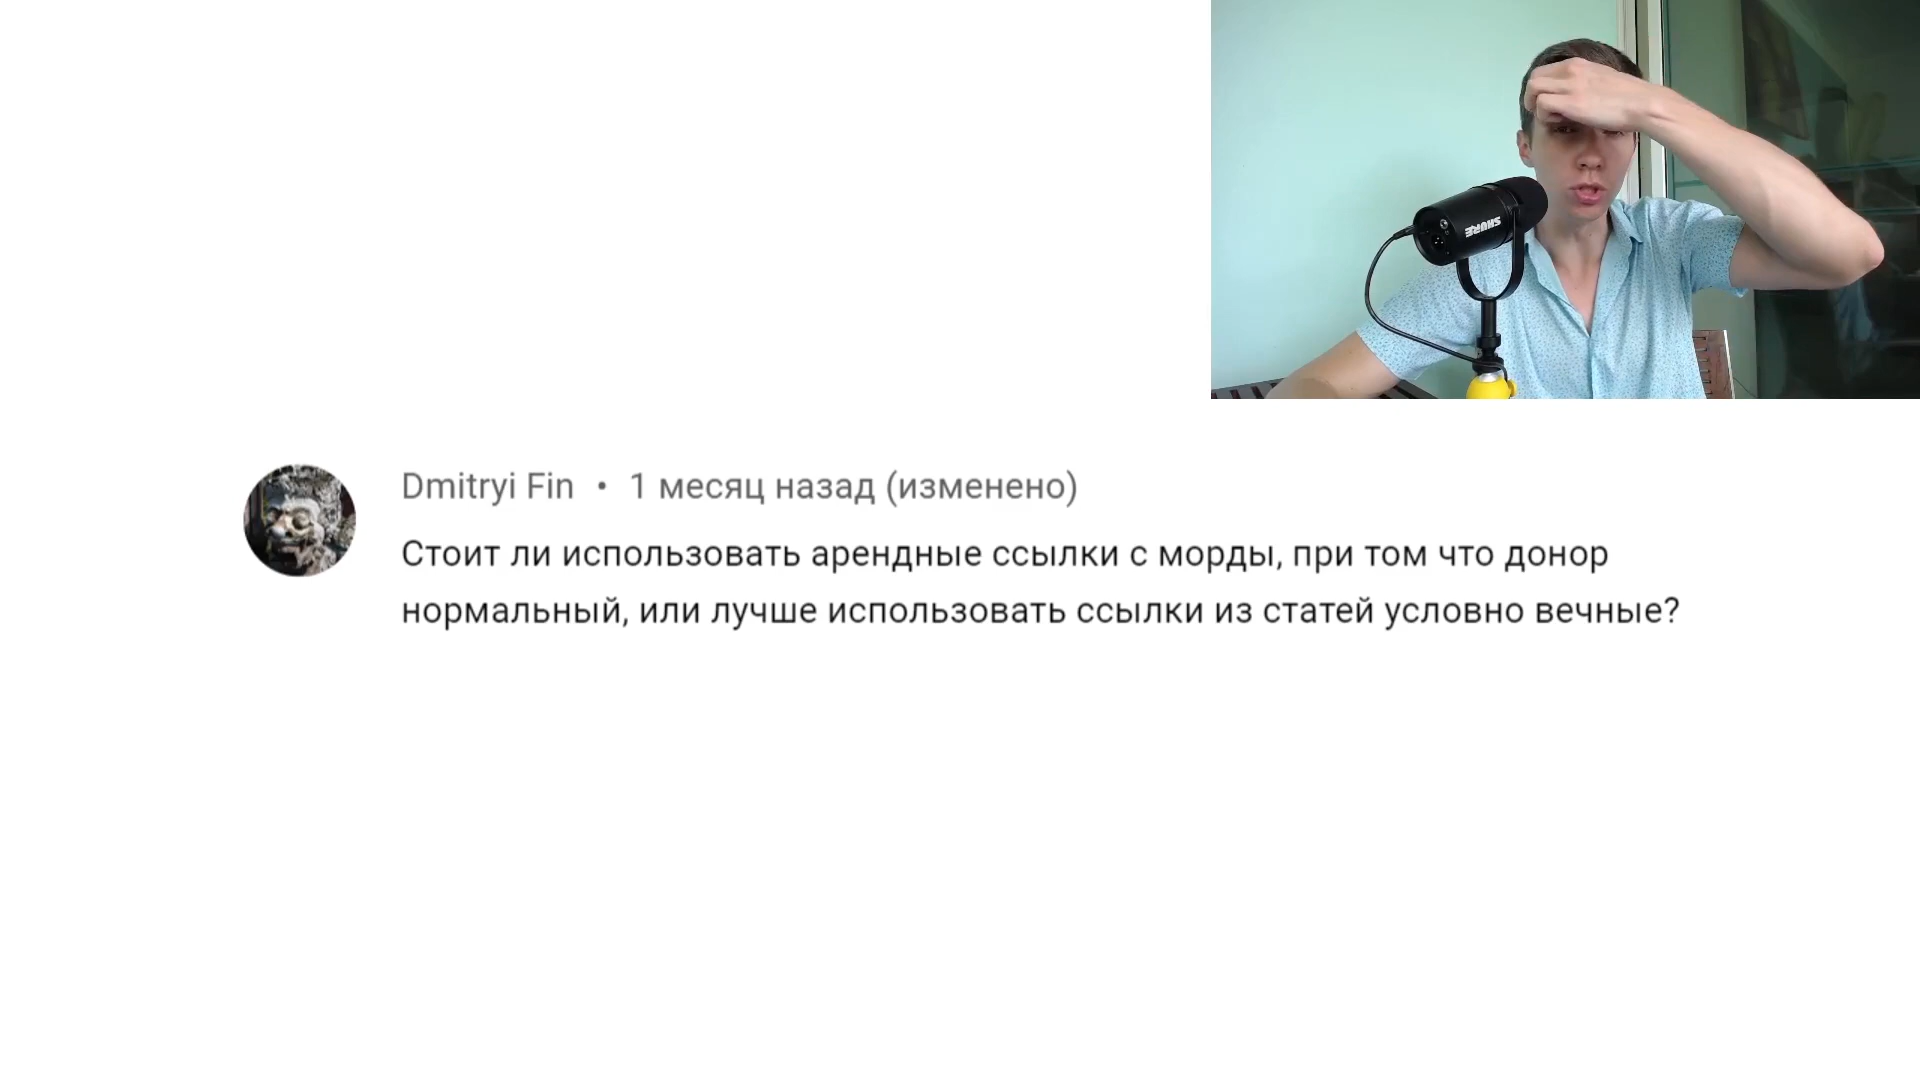 SHURE
Dmitryi Fin • 1 месяц назад (изменено)
Стоит ли использовать арендные ссылки с морды, при том что донор
нормальный, или лучше использовать ссылки из статей условно вечные?